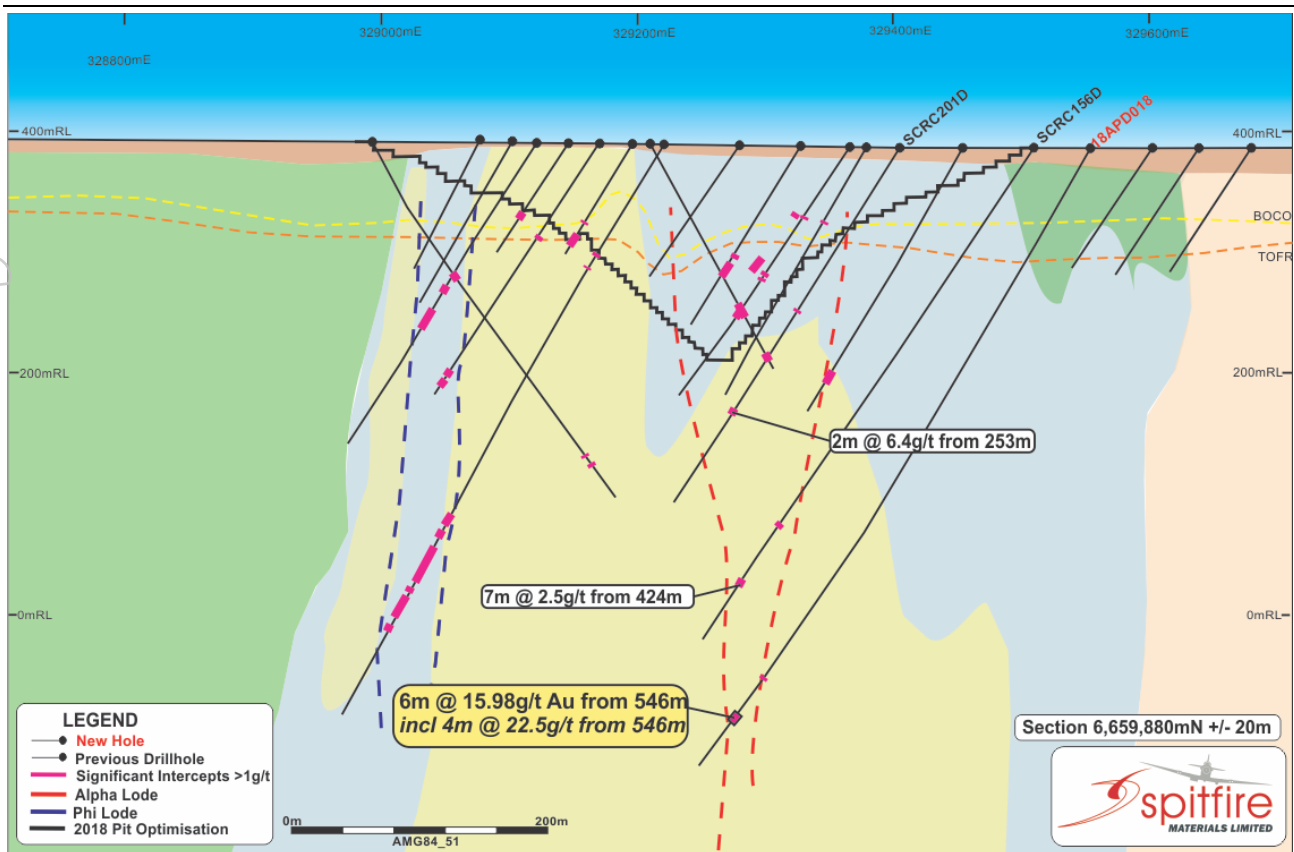 329000mE
329200mE
329400mE
329600mE
328800mE
SCRC201D
SCRC156D
18APD018
400mRL
400mRL
BOCO
TOFR
200mRL
200mRL
2m @ 6.4g/t from 253m
7m @ 2.5g/t from 424m
0mRL
0mRL
6m @ 15.98g/t Au from 546m
incl 4m @ 22.5g/t from 546m
LEGEND
New Hole
Previous Drillhole
Significant Intercepts >1g/t
Alpha Lode
Phi Lode
2018 Pit Optimisation
0m
200m
AMG84_51
Section 6,659,880mN +/- 20m
spitfire
MATERIALS LIMITED